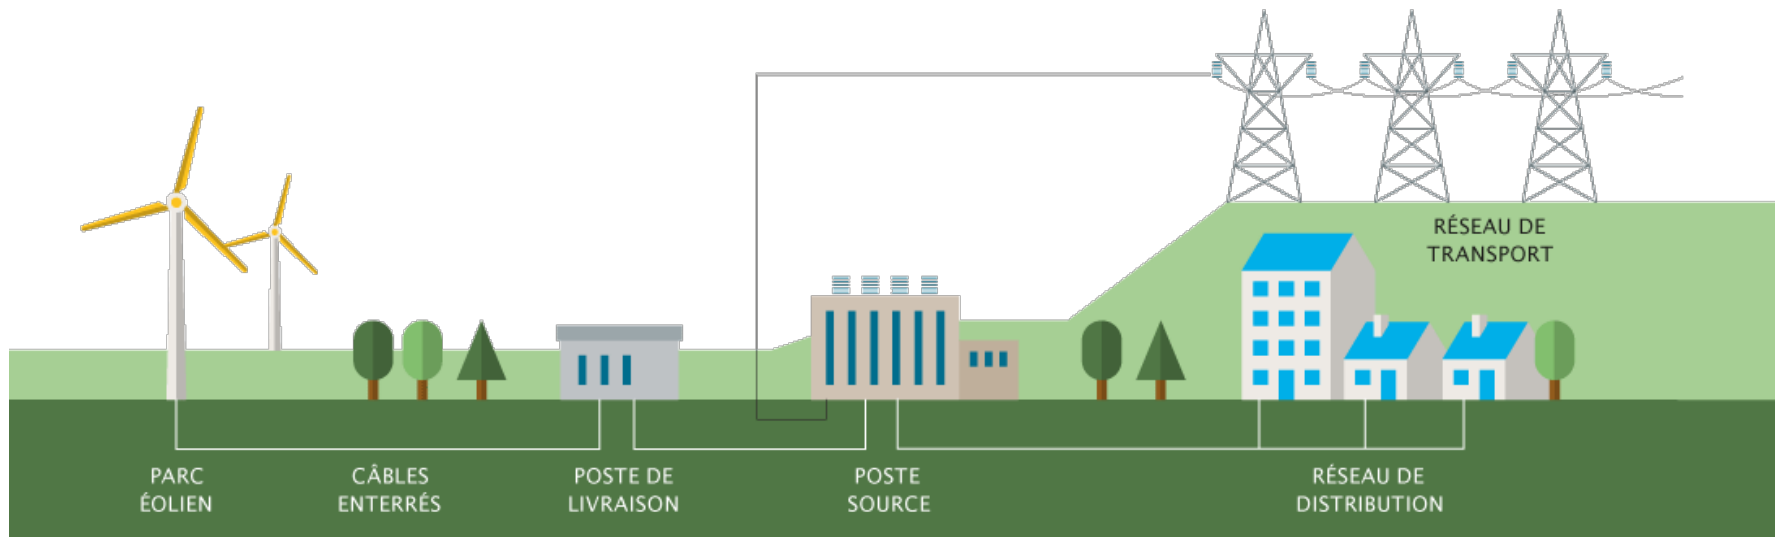 RÉSEAU DE
TRANSPORT
PARC
ÉOLIEN
CÂBLES
ENTERRÉS
POSTE DE
LIVRAISON
POSTE
SOURCE
RÉSEAU DE
DISTRIBUTION